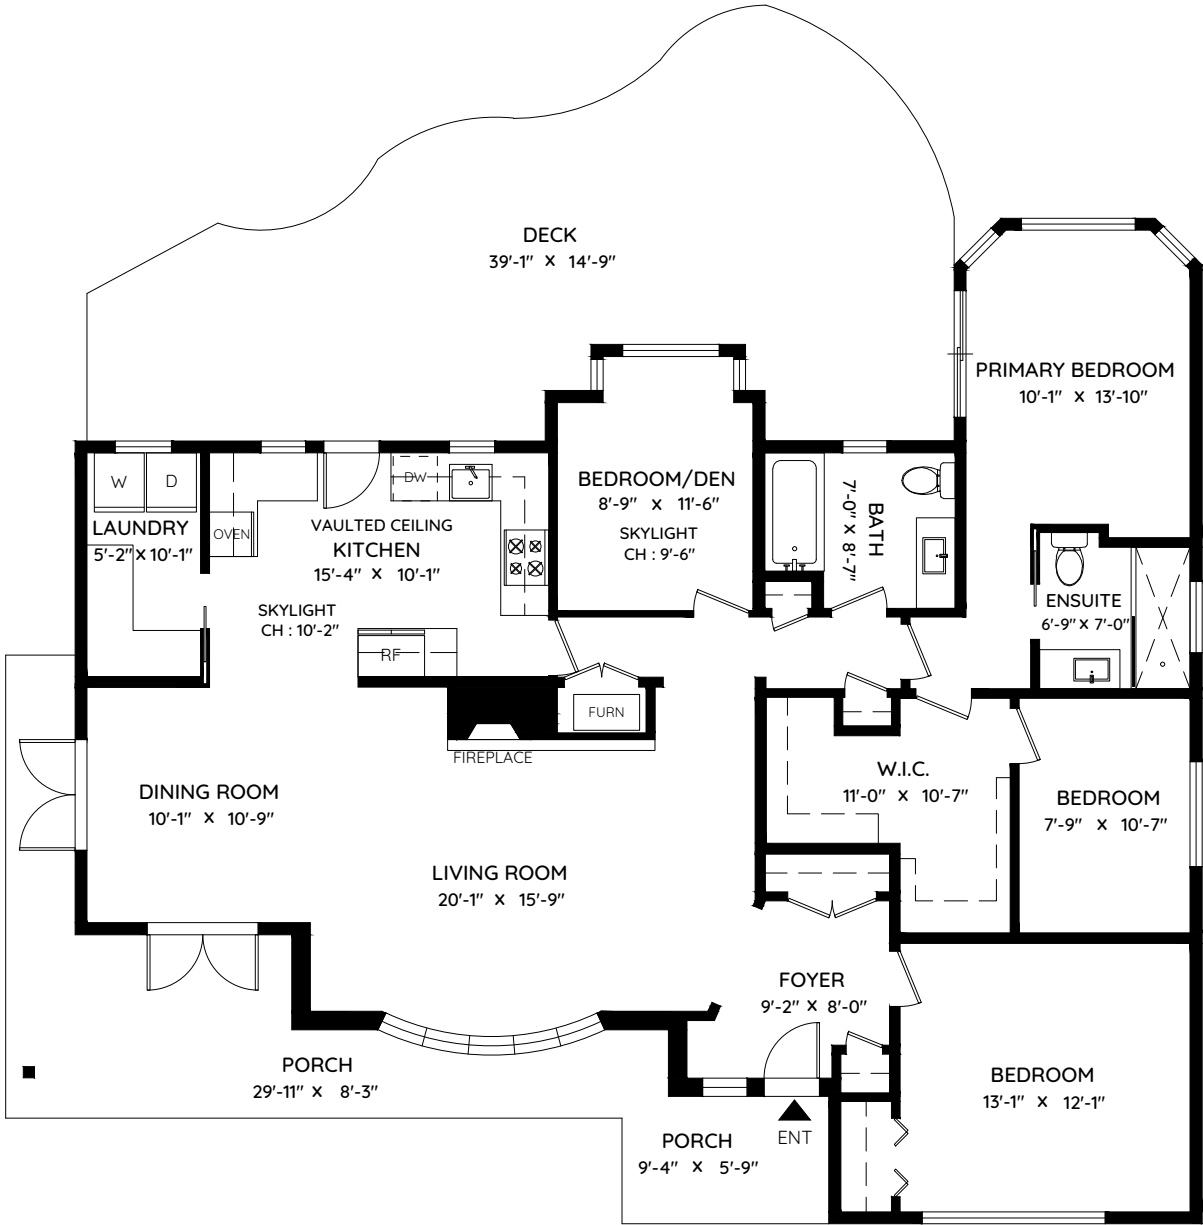 DECK
39'-1" X 14'-9"
PRIMARY BEDROOM
10'-1" X 13'-10"
W
D
LAUNDRY
5'-2" X 10'-1"
OVEN
DW
VAULTED CEILING
KITCHEN
15'-4" X 10'-1"
SKYLIGHT
CH : 10'-2"
RF
BEDROOM/DEN
8'-9" X 11'-6"
SKYLIGHT
CH : 9'-6"
BATH
7'-0" X 8'-7"
ENSUITE
6'-9" X 7'-0"
FURN
FIREPLACE
DINING ROOM
10'-1" X 10'-9"
W.I.C.
11'-0" X 10'-7"
BEDROOM
7'-9" X 10'-7"
LIVING ROOM
20'-1" X 15'-9"
FOYER
9'-2" X 8'-0"
PORCH
29'-11" X 8'-3"
BEDROOM
13'-1" X 12'-1"
PORCH
9'-4" X 5'-9"
ENT